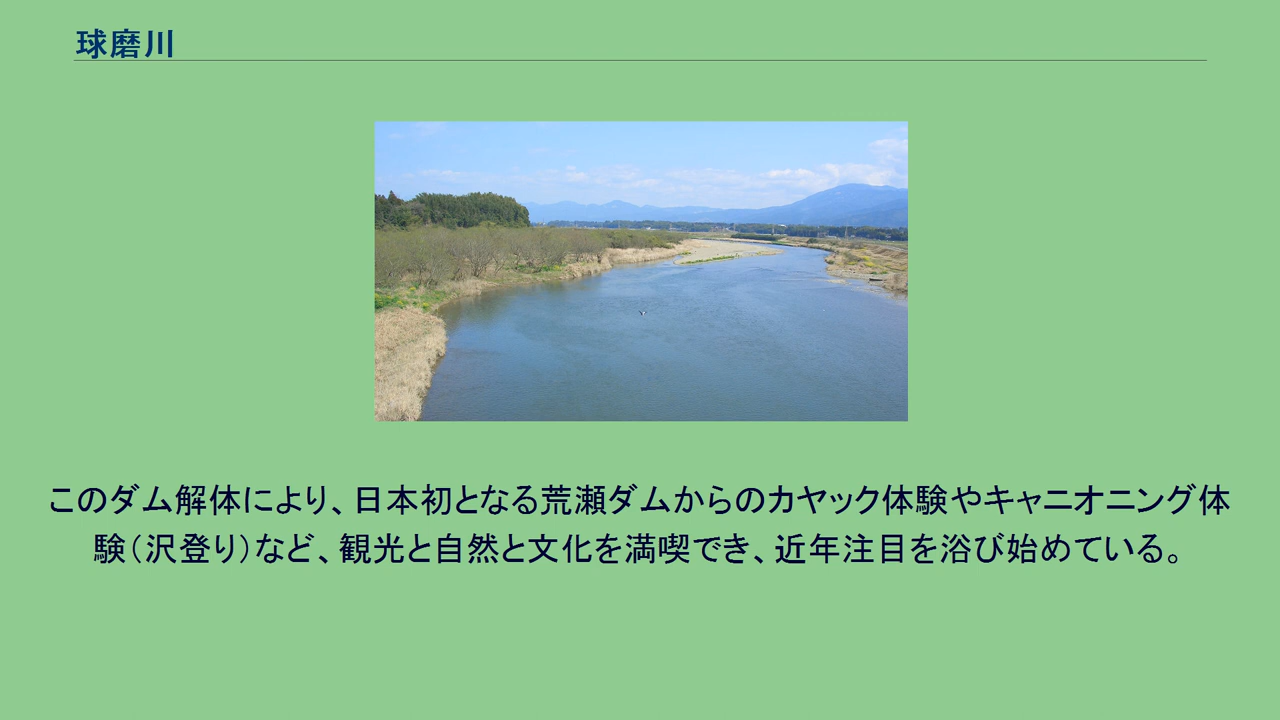 球磨川
このダム解体により、日本初となる荒瀬ダムからのカヤック体験やキャニオニング体
験（沢登り）など、観光と自然と文化を満喫でき、近年注目を浴び始めている。